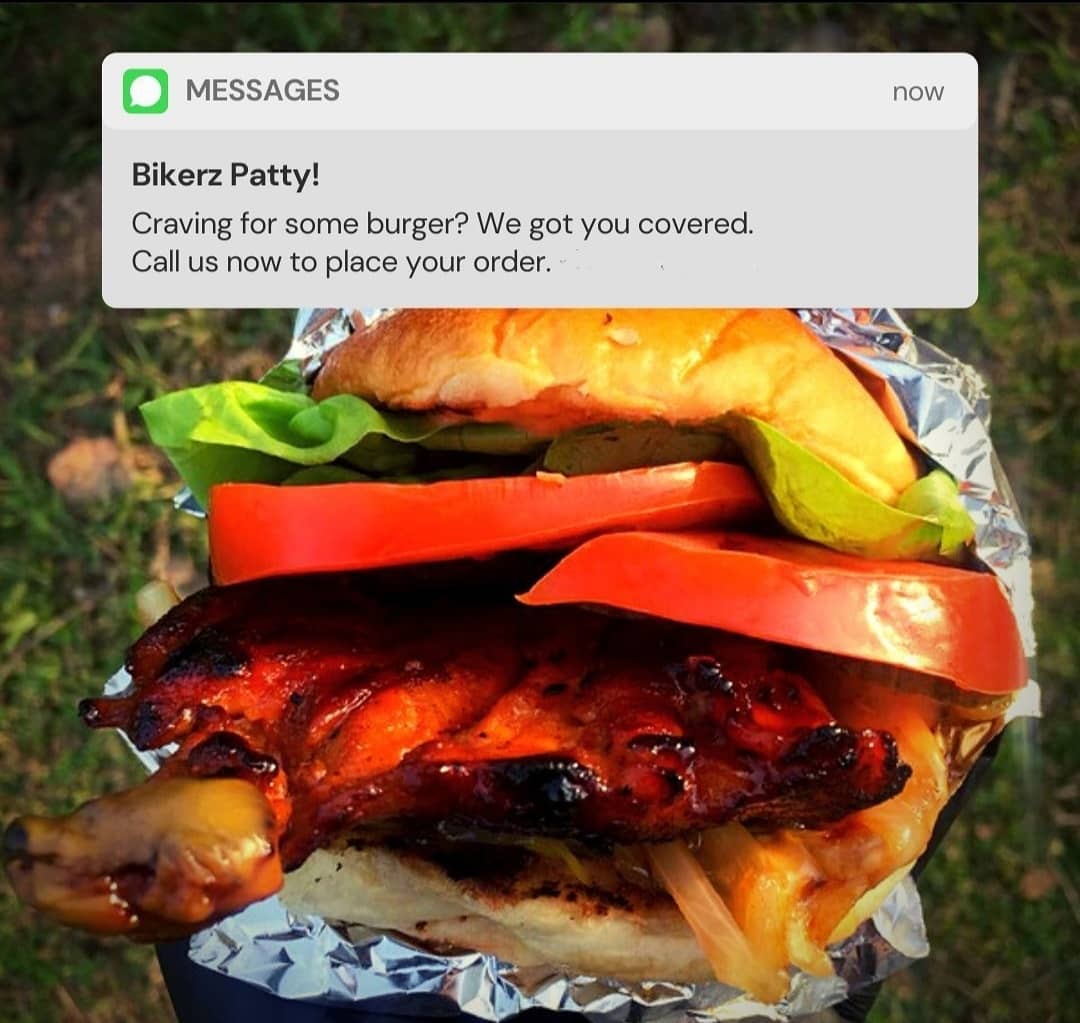 MESSAGES
now
Bikerz Patty!
Craving for some burger? We got you covered.
Call us now to place your order.